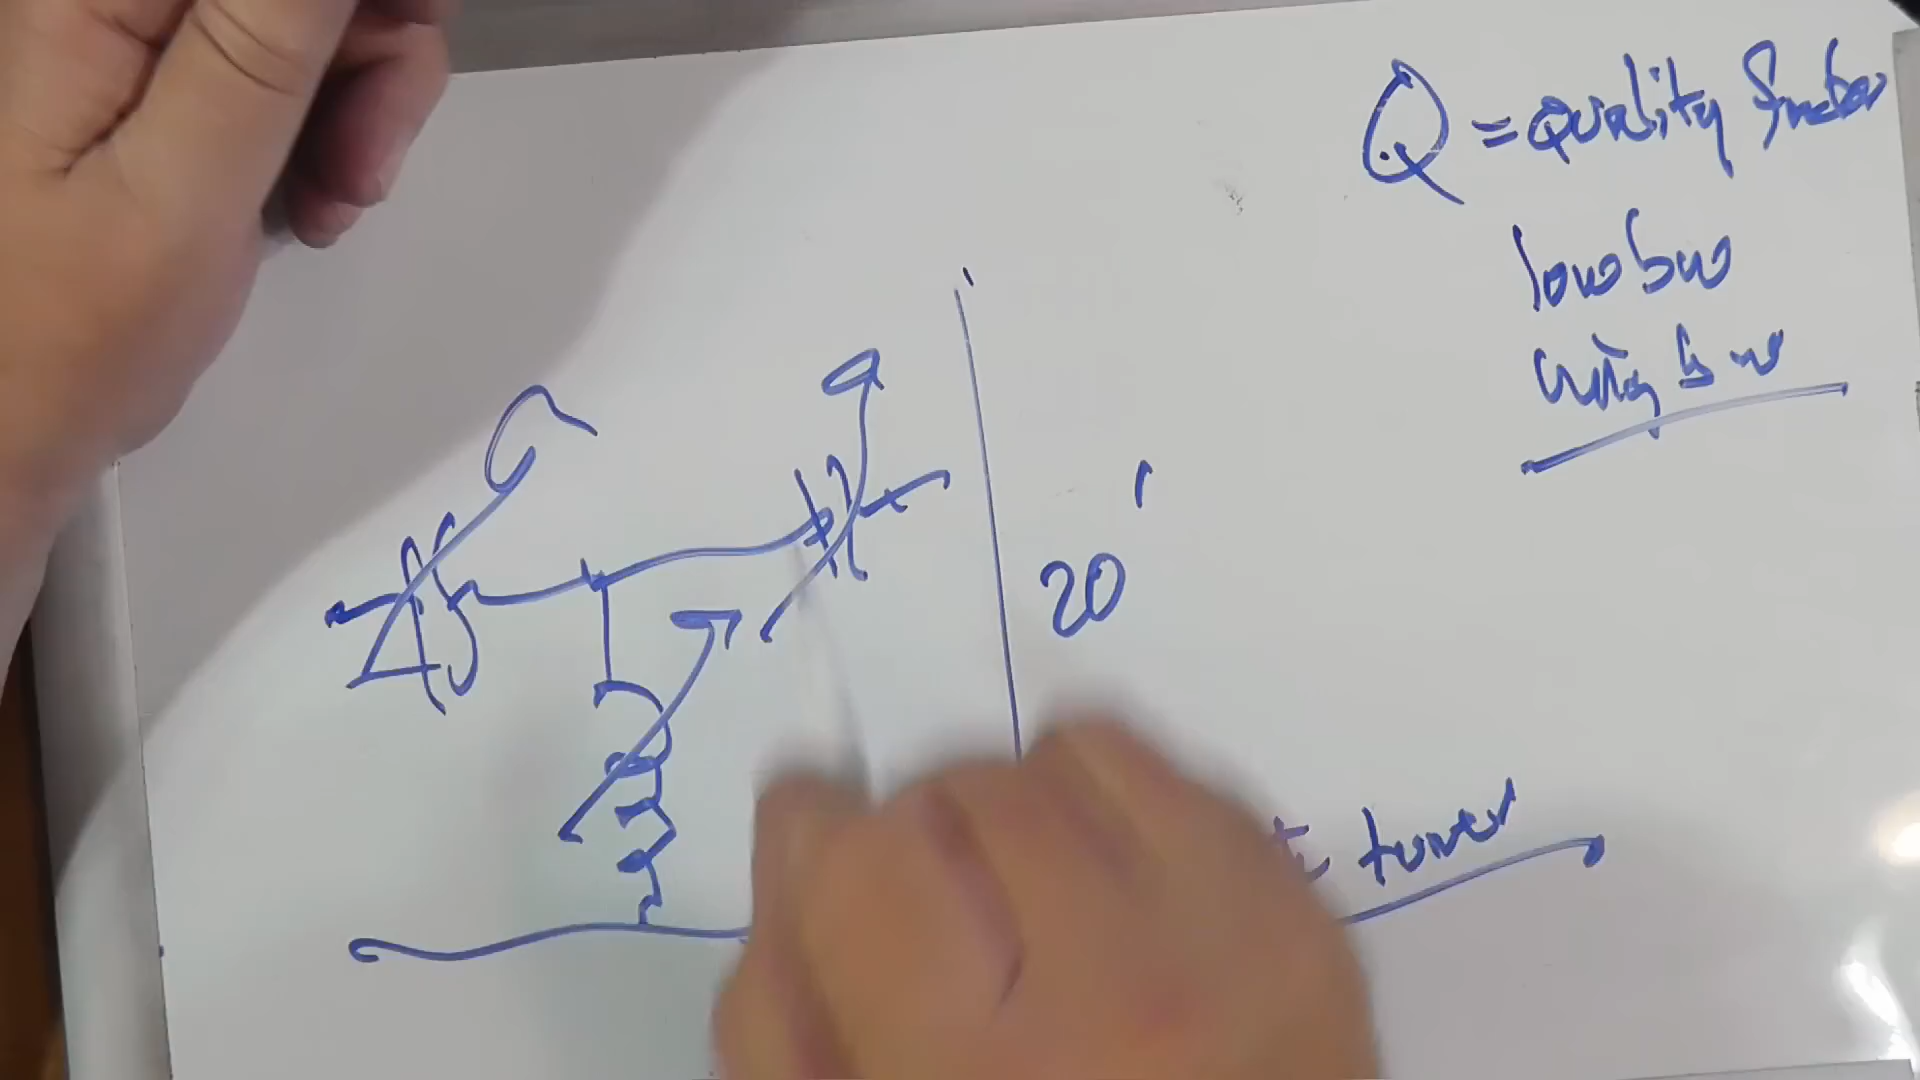 Q = Quality factor
low bw
20
tuner